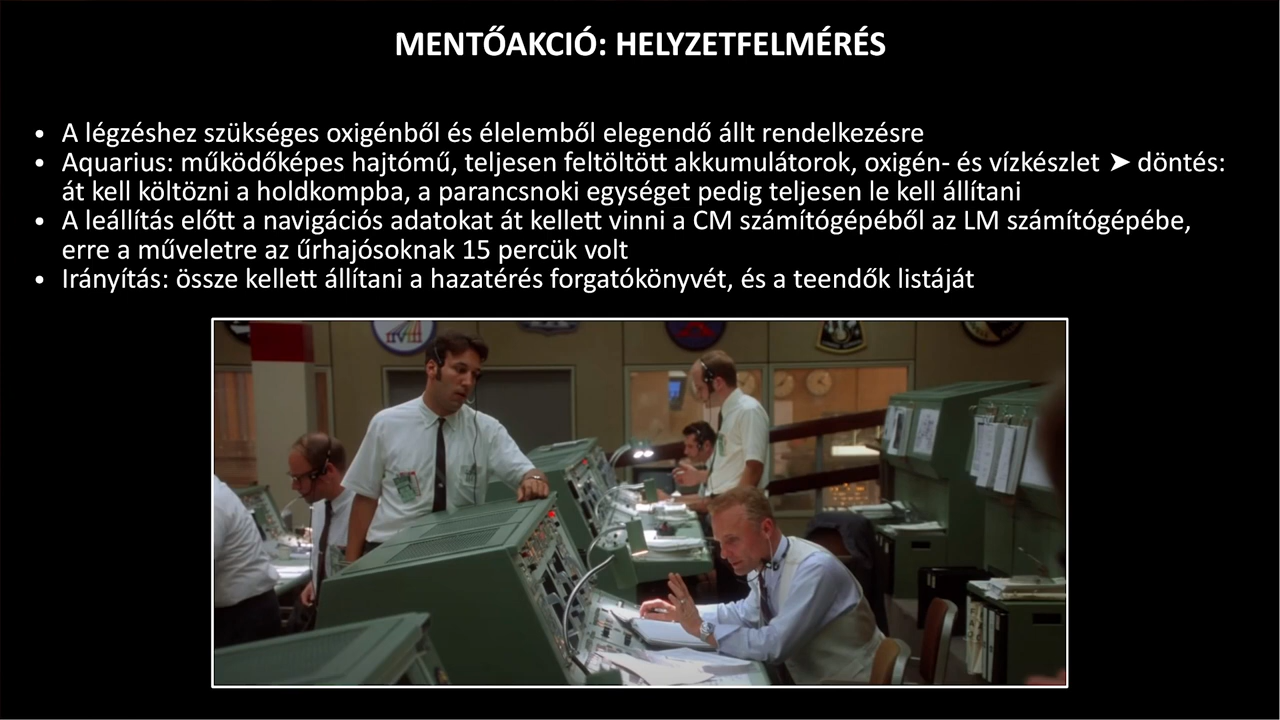 MENTŐAKCIÓ: HELYZETFELMÉRÉS
• A légzéshez szükséges oxigénből és élelemből elegendő állt rendelkezésre
• Aquarius: működőképes hajtómű, teljesen feltöltött akkumulátorok, oxigén- és vízkészlet ➤ döntés:
át kell költözni a holdkompba, a parancsnoki egységet pedig teljesen le kell állítani
• A leállítás előtt a navigációs adatokat át kellett vinni a CM számítógépéből az LM számítógépébe,
erre a műveletre az űrhajósoknak 15 percük volt
• Irányítás: össze kellett állítani a hazatérés forgatókönyvét, és a teendők listáját